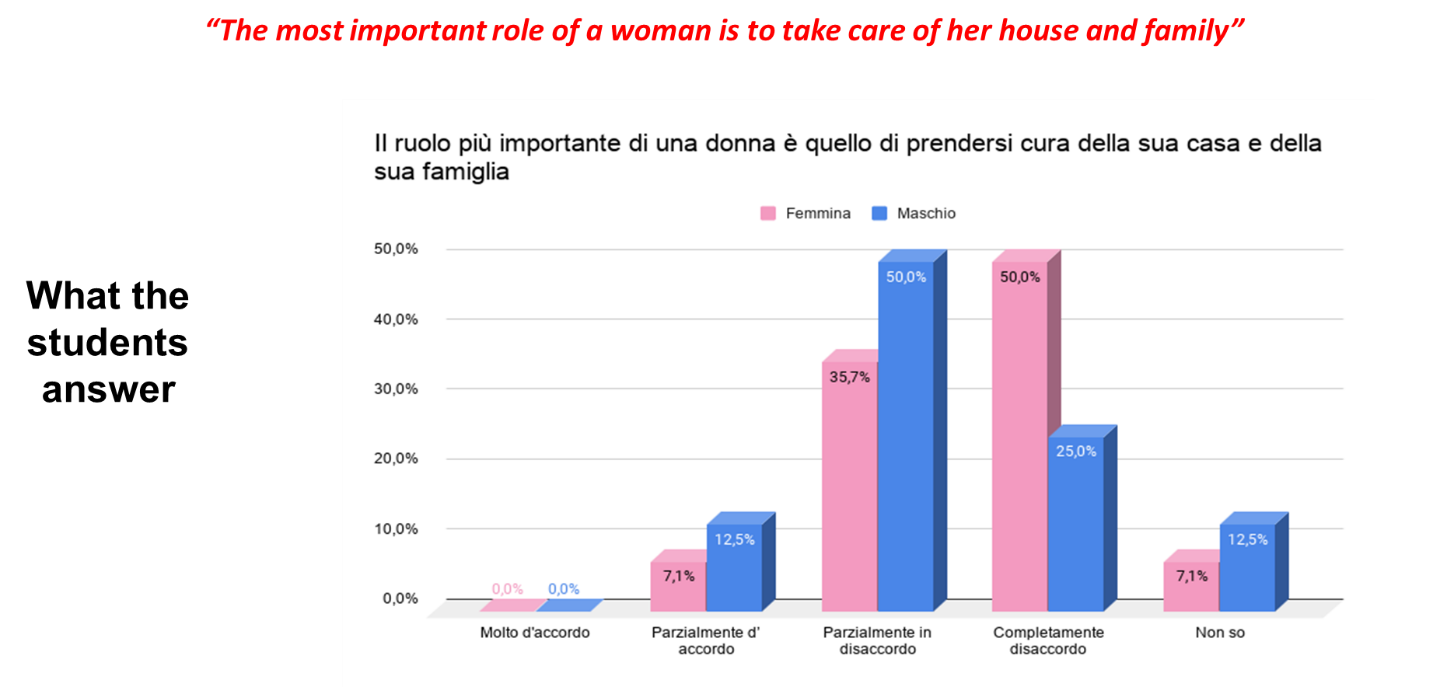 “The most important role of a woman is to take care of her house and family”
Il ruolo più importante di una donna è quello di prendersi cura della sua casa e della
sua famiglia
Femmina Maschio
What the
students
answer
50,0%
40,0%
30,0%
20,0%
10,0%
0,0%
0,0% 0,0%
7,1% 12,5%
35,7% 50,0%
50,0% 25,0%
7,1% 12,5%
Molto d'accordo
Parzialmente d'
accordo
Parzialmente in
disaccordo
Completamente
disaccordo
Non so